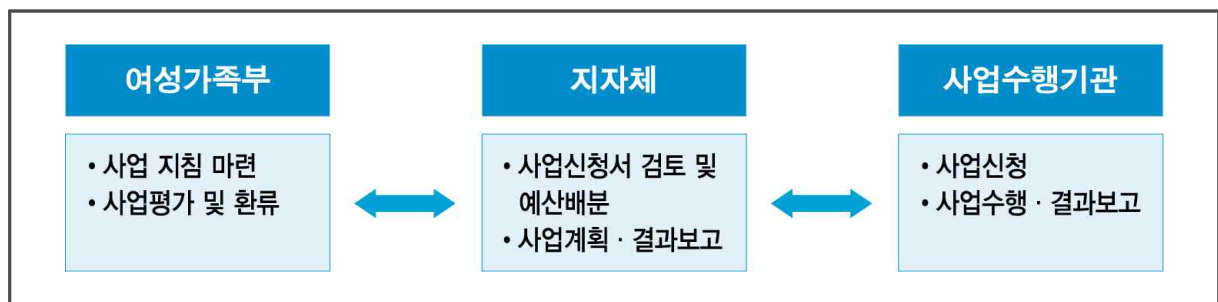 여성가족부
• 사업 지침 마련
• 사업평가 및 환류
지자체
• 사업신청서 검토 및
예산배분
• 사업계획 · 결과보고
사업수행기관
• 사업신청
• 사업수행 · 결과보고